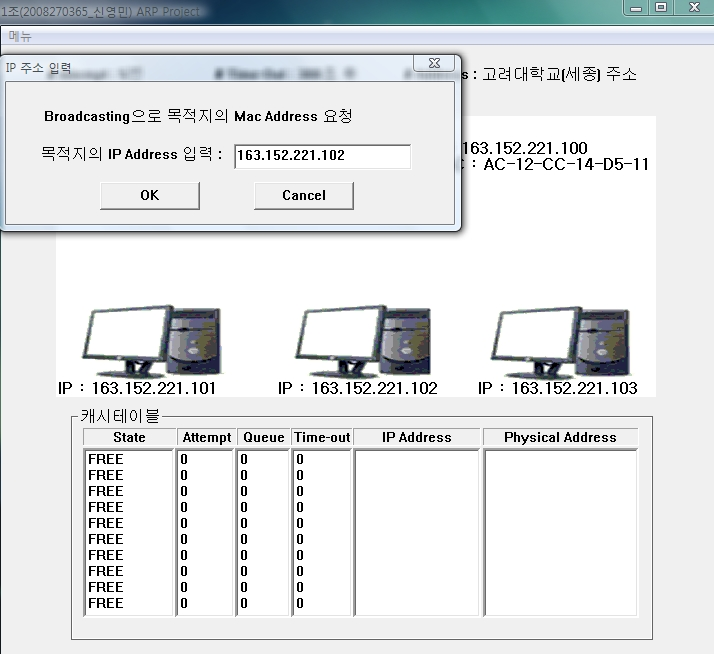 1조(2008270365_신영민) ARP Project
메뉴
IP 주소 입력
s : 고려대학교(세종) 주소
Broadcasting으로 목적지의 Mac Address 요청
목적지의 IP Address 입력 : 163.152.221.102
OK Cancel
163.152.221.100
C : AC-12-CC-14-D5-11
IP : 163.152.221.101 IP : 163.152.221.102 IP : 163.152.221.103
캐시테이블
State Attempt Queue Time-out IP Address Physical Address
FREE 0 0 0
FREE 0 0 0
FREE 0 0 0
FREE 0 0 0
FREE 0 0 0
FREE 0 0 0
FREE 0 0 0
FREE 0 0 0
FREE 0 0 0
FREE 0 0 0